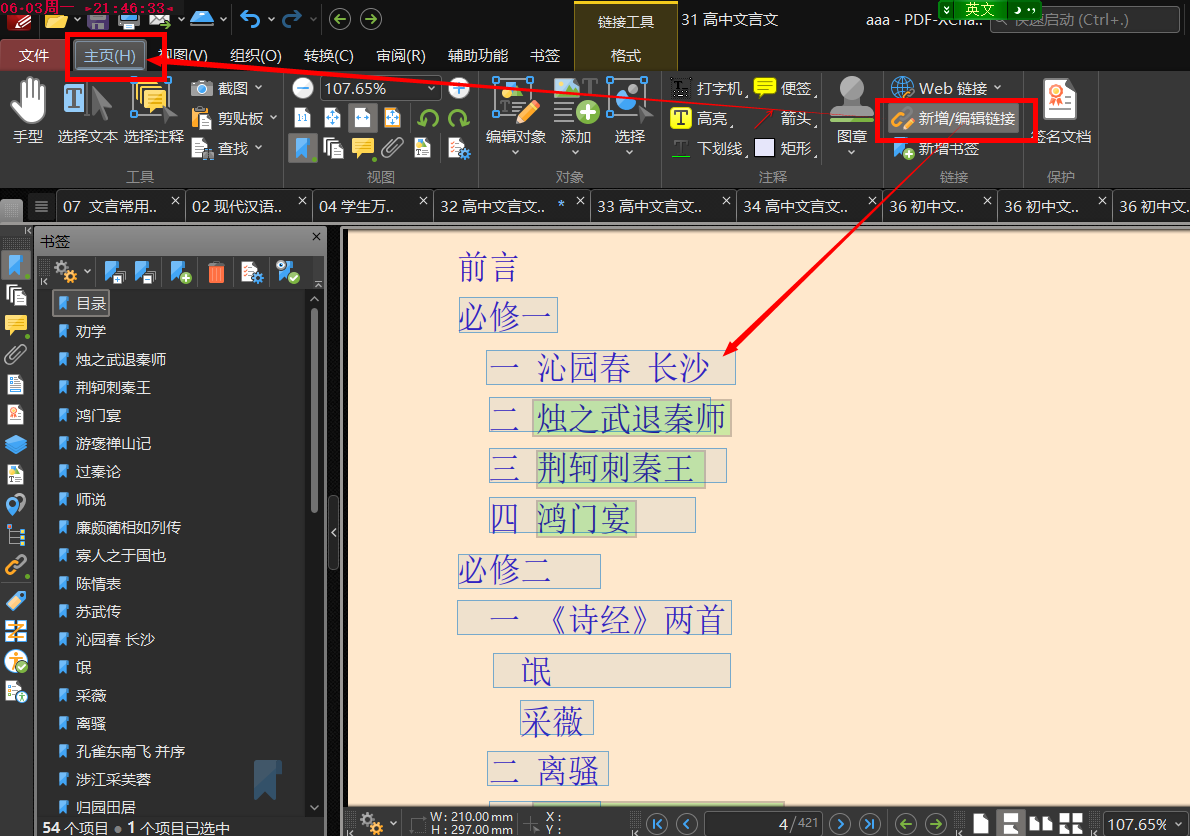 06-03周一 ▹21:46:33◃
链接工具
31 高中文言文
aaa - PDF-XCha..
英文
快速启动 (Ctrl+.)
文件
主页(H)
视图(V)
组织(O)
转换(C)
审阅(R)
辅助功能
书签
格式
手型
选择文本
选择注释
截图
剪贴板
查找
工具
107.65%
视图
编辑对象
添加
选择
对象
打字机
高亮
下划线
便签
箭头
矩形
图章
注释
Web 链接
新增/编辑链接
新增书签
链接
签名文档
保护
07 文言常用..
02 现代汉语..
04 学生万..
32 高中文言文.. *
33 高中文言文..
34 高中文言文..
36 初中文..
36 初中文..
36 初中文.
书签
目录
劝学
烛之武退秦师
荆轲刺秦王
鸿门宴
游褒禅山记
过秦论
师说
廉颇蔺相如列传
寡人之于国也
陈情表
苏武传
沁园春 长沙
氓
采薇
离骚
孔雀东南飞 并序
涉江采芙蓉
归园田居
54 个项目 ● 1 个项目已选中
前言
必修一
一 沁园春 长沙
二 烛之武退秦师
三 荆轲刺秦王
四 鸿门宴
必修二
一 《诗经》两首
氓
采薇
二 离骚
W: 210.00 mm
H: 297.00 mm
X:
Y:
4/421
107.65%